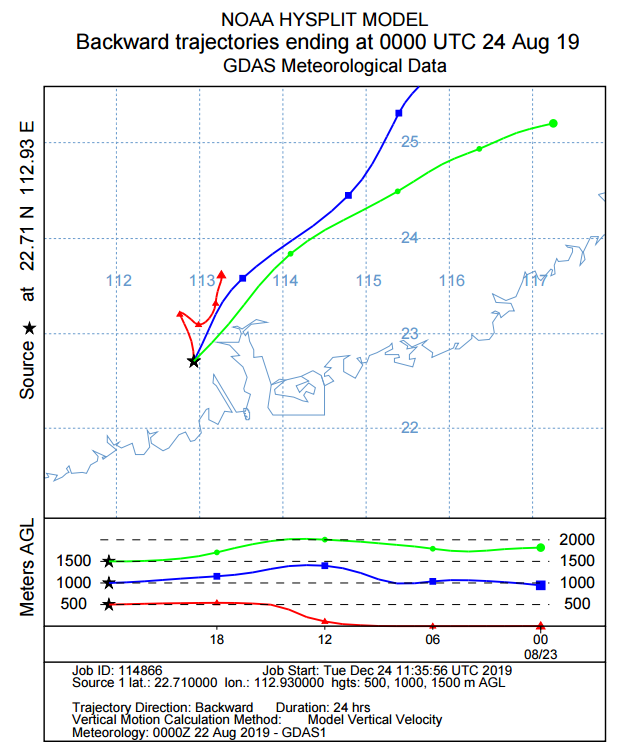 NOAA HYSPLIT MODEL
Backward trajectories ending at 0000 UTC 24 Aug 19
GDAS Meteorological Data
Source ★ at 22.71 N 112.93 E
25
24
112 113 114 115 116 117
23
22
Meters AGL
2000
1500 1500
1000 1000
500 500
18 12 06 00
08/23
Job ID: 114866 Job Start: Tue Dec 24 11:35:56 UTC 2019
Source 1 lat.: 22.710000 lon.: 112.930000 hgts: 500, 1000, 1500 m AGL
Trajectory Direction: Backward Duration: 24 hrs
Vertical Motion Calculation Method: Model Vertical Velocity
Meteorology: 0000Z 22 Aug 2019 - GDAS1